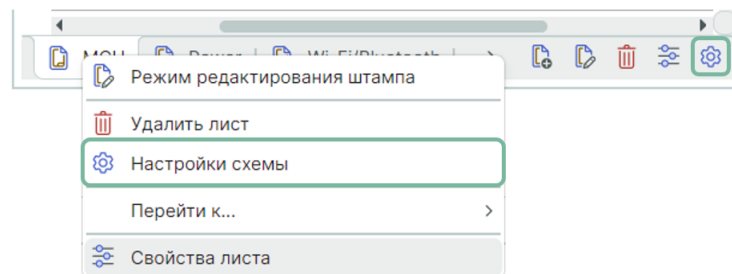 Режим редактирования штампа
Удалить лист
Настройки схемы
Перейти к...
Свойства листа